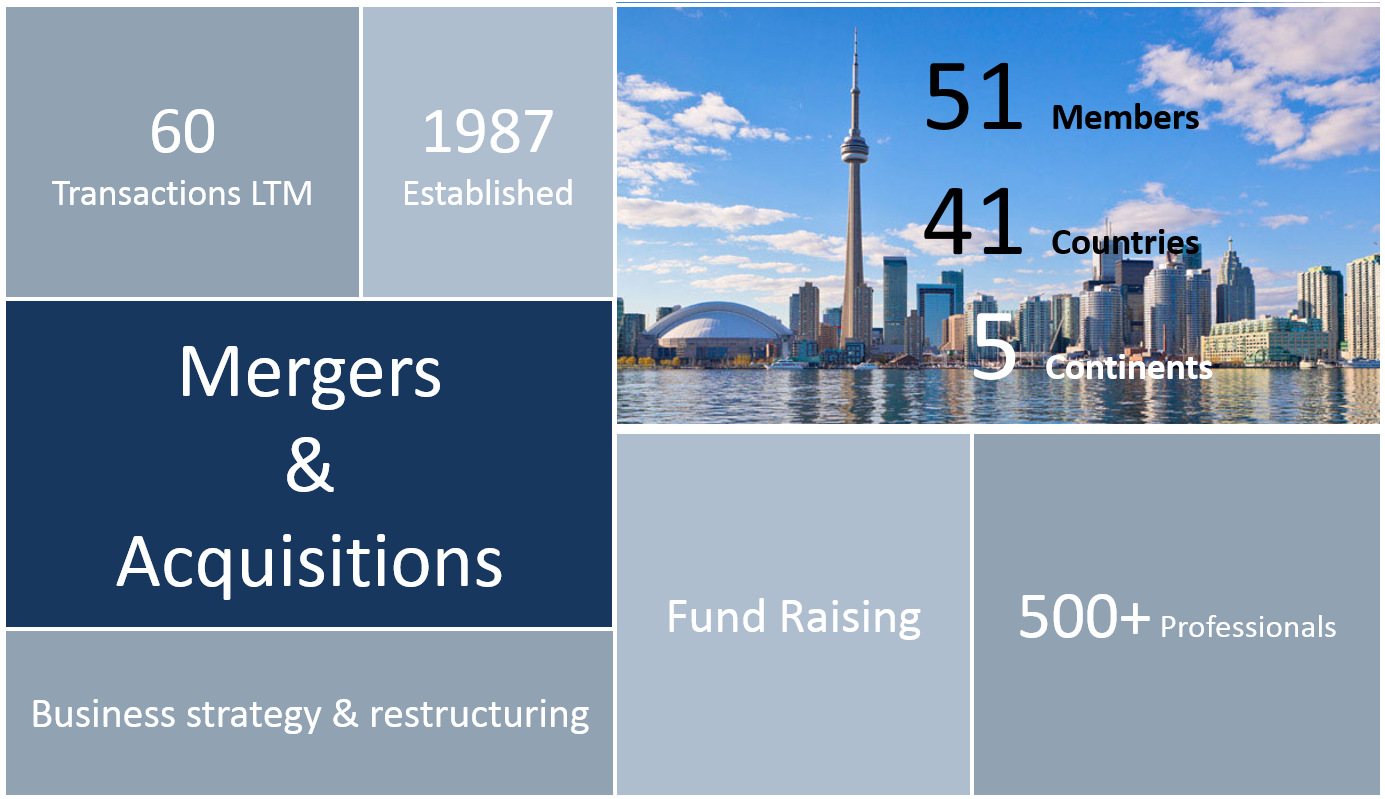 60
Transactions LTM
1987
Established
51 Members
41 Countries
5 Continents
Mergers
&
Acquisitions
Business strategy & restructuring
Fund Raising
500+ Professionals